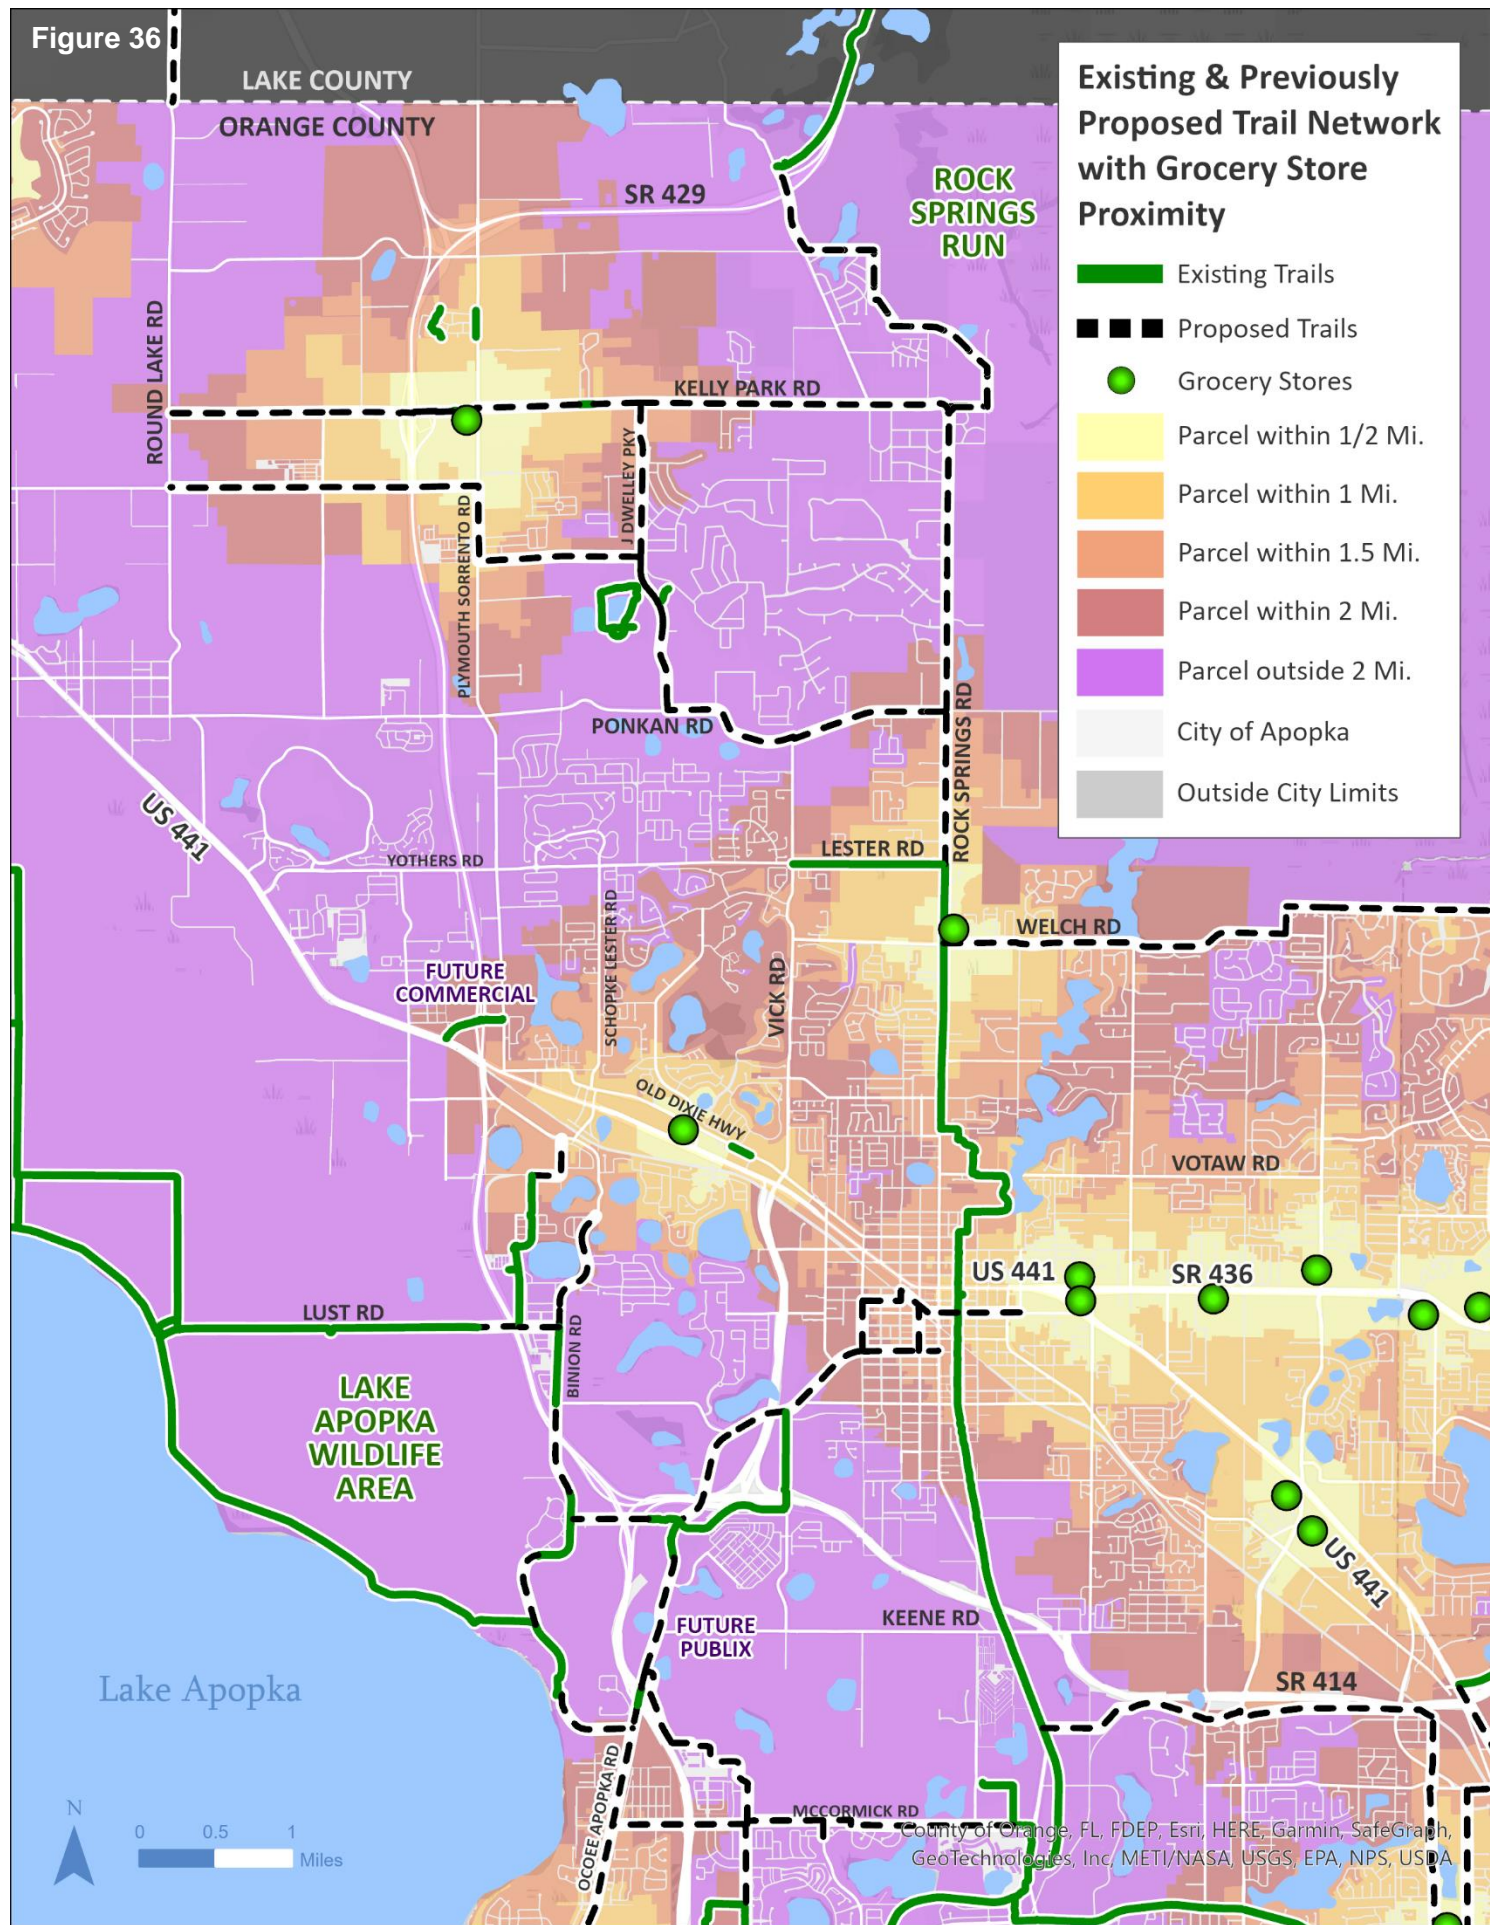 Figure 36
LAKE COUNTY
ORANGE COUNTY
SR 429
ROCK
SPRINGS
RUN
Existing & Previously
Proposed Trail Network
with Grocery Store
Proximity
Existing Trails
Proposed Trails
Grocery Stores
Parcel within 1/2 Mi.
Parcel within 1 Mi.
Parcel within 1.5 Mi.
Parcel within 2 Mi.
Parcel outside 2 Mi.
City of Apopka
Outside City Limits
ROUND LAKE RD
KELLY PARK RD
J DWELLEY PKY
PLYMOUTH SORRENTO RD
PONKAN RD
ROCK SPRINGS RD
US 441
YOTHERS RD
LESTER RD
SCHOPKE LESTER RD
WELCH RD
FUTURE
COMMERCIAL
VICK RD
OLD DIXIE HWY
VOTAW RD
US 441
SR 436
LUST RD
BINION RD
LAKE
APOPKA
WILDLIFE
AREA
US 441
KEENE RD
FUTURE
PUBLIX
SR 414
Lake Apopka
OCOEE APOPKA RD
MCCORMICK RD
N
0 0.5 1
Miles
County of Orange, FL, FDEP, Esri, HERE, Garmin, SafeGraph,
GeoTechnologies, Inc, METI/NASA, USGS, EPA, NPS, USDA